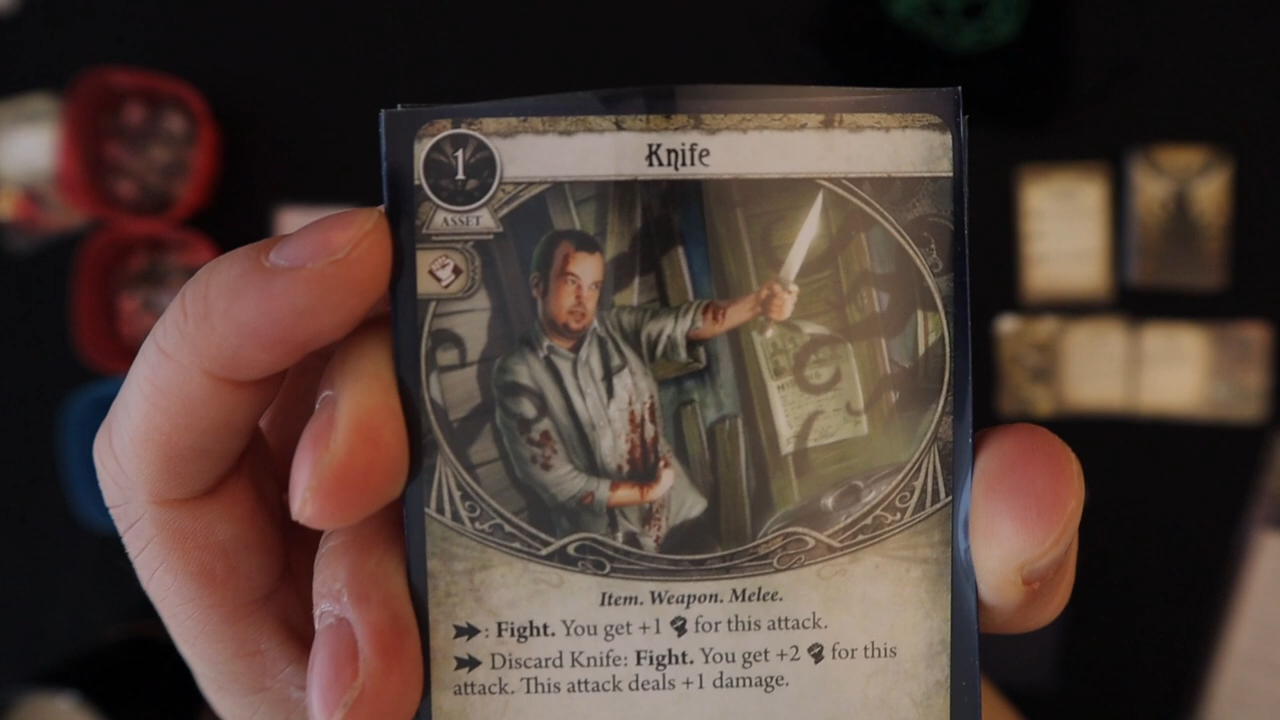 Knife
1
ASSET
Item. Weapon. Melee.
: Fight. You get +1 for this attack.
Discard Knife: Fight. You get +2 for this
attack. This attack deals +1 damage.